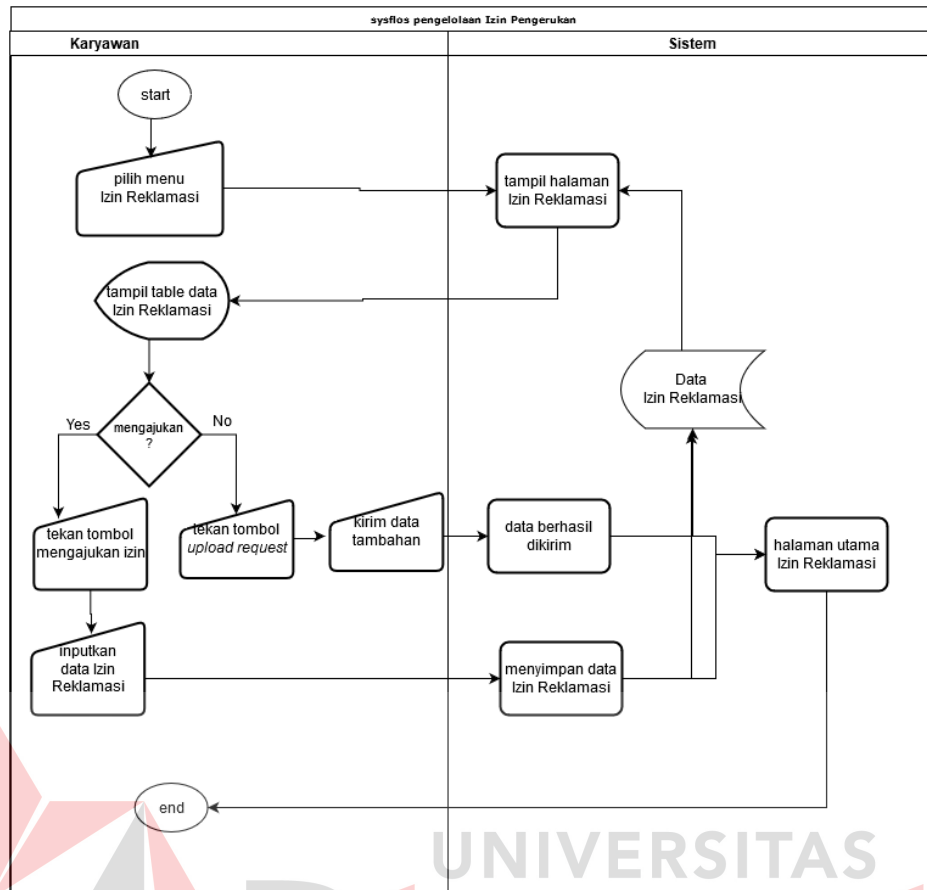 sysflos pengelolaan Izin Pengerukan
Karyawan
Sistem
start
pilih menu
Izin Reklamasi
tampil halaman
Izin Reklamasi
tampil table data
Izin Reklamasi
Data
Izin Reklamasi
mengajukan
?
Yes
No
tekan tombol
mengajukan izin
tekan tombol
upload request
kirim data
tambahan
data berhasil
dikirim
halaman utama
Izin Reklamasi
inputkan
data Izin
Reklamasi
menyimpan data
Izin Reklamasi
end
UNIVERSITAS